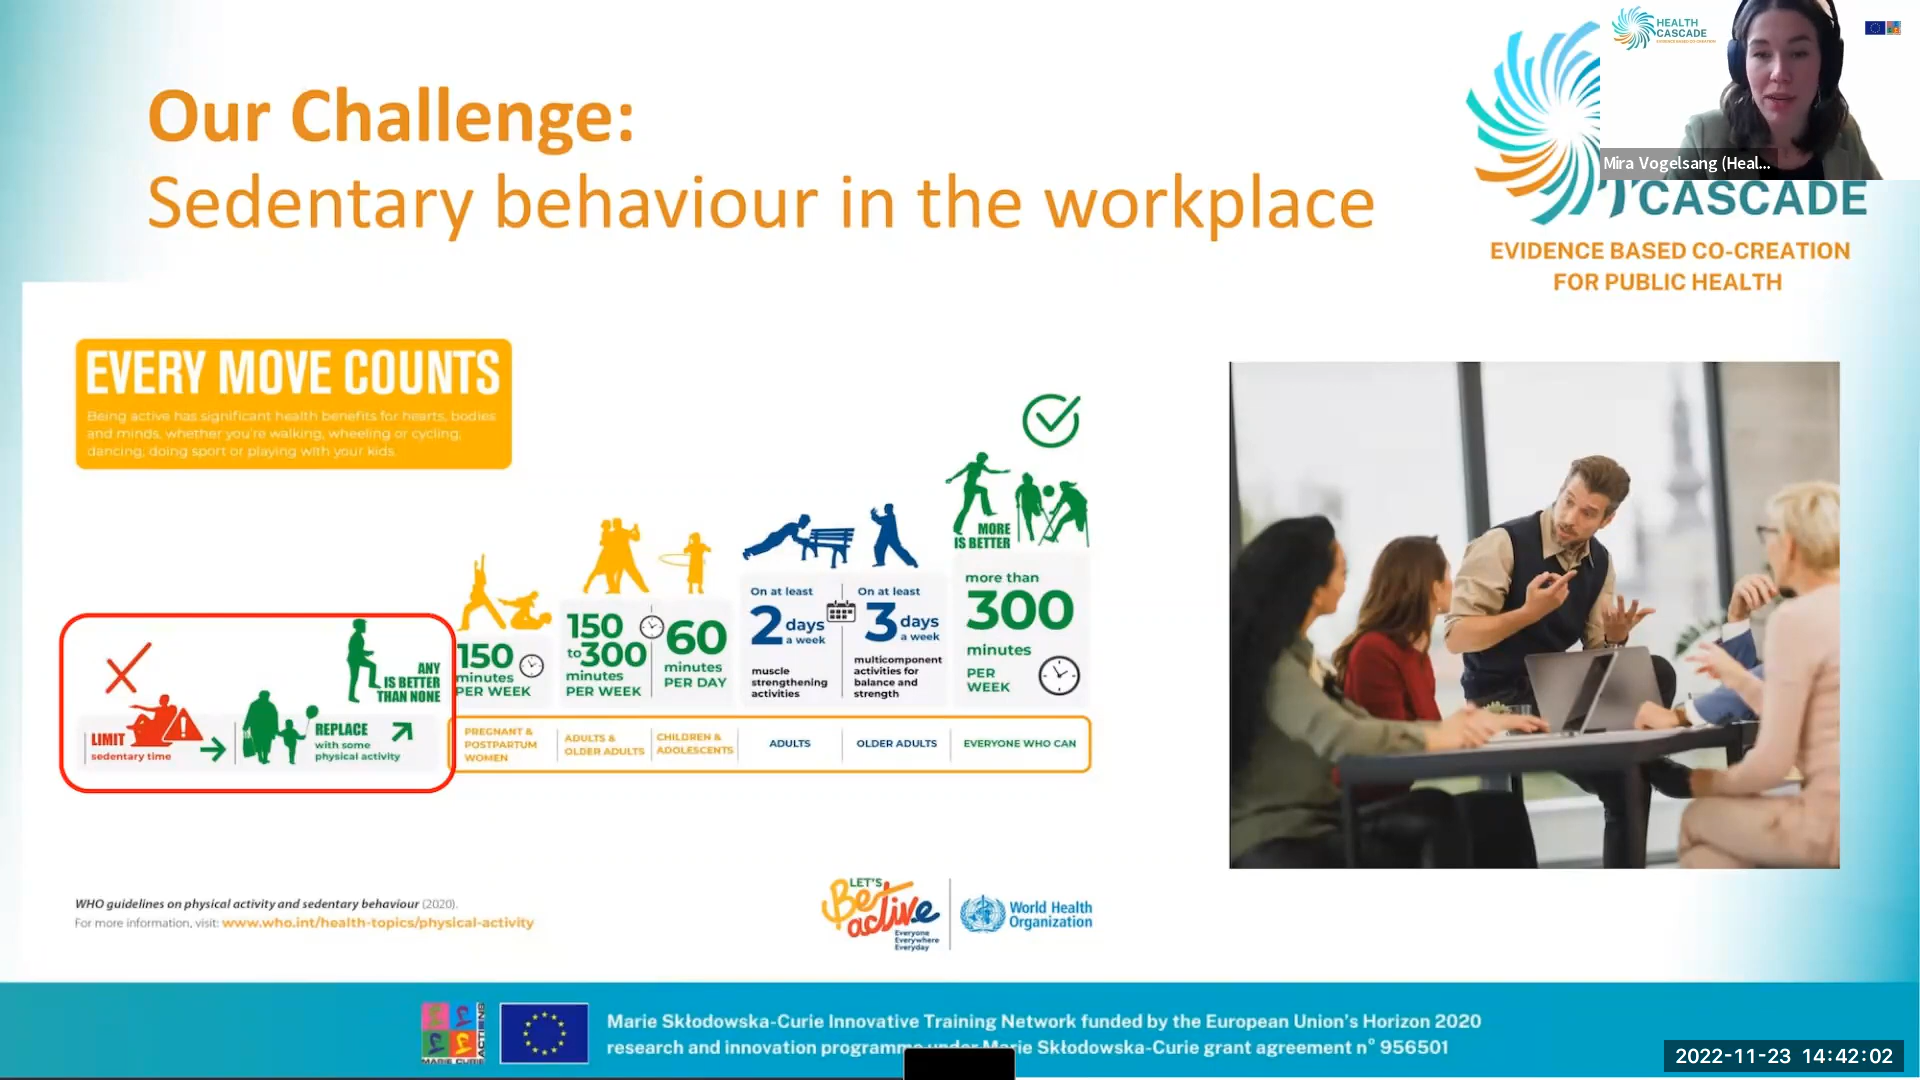 Our Challenge:
Sedentary behaviour in the workplace
HEALTH
CASCADE
Mira Vogelsang (Heal...
CASCADE
EVIDENCE BASED CO-CREATION
FOR PUBLIC HEALTH
EVERY MOVE COUNTS
Being active has significant health benefits for hearts, bodies
and minds, whether you're walking, wheeling or cycling,
dancing, doing sport or playing with your kids.
LIMIT
sedentary time
REPLACE
with some
physical activity
ANY
IS BETTER
THAN NONE
150
minutes
PER WEEK
150
to 300
minutes
PER WEEK
60
minutes
PER DAY
On at least
2 days
a week
muscle
strengthening
activities
On at least
3 days
a week
multicomponent
activities for
balance and
strength
MORE
IS BETTER
more than
300
minutes
PER
WEEK
PREGNANT &
POSTPARTUM
WOMEN
ADULTS &
OLDER ADULTS
CHILDREN &
ADOLESCENTS
ADULTS
OLDER ADULTS
EVERYONE WHO CAN
WHO guidelines on physical activity and sedentary behaviour (2020).
For more information, visit: www.who.int/health-topics/physical-activity
LET'S
Be
active
Everyone
Everywhere
Everyday
World Health
Organization
MARIE CURIE
ACTIONS
Marie Skłodowska-Curie Innovative Training Network funded by the European Union's Horizon 2020
research and innovation programme under Marie Skłodowska-Curie grant agreement n° 956501
2022-11-23 14:42:02